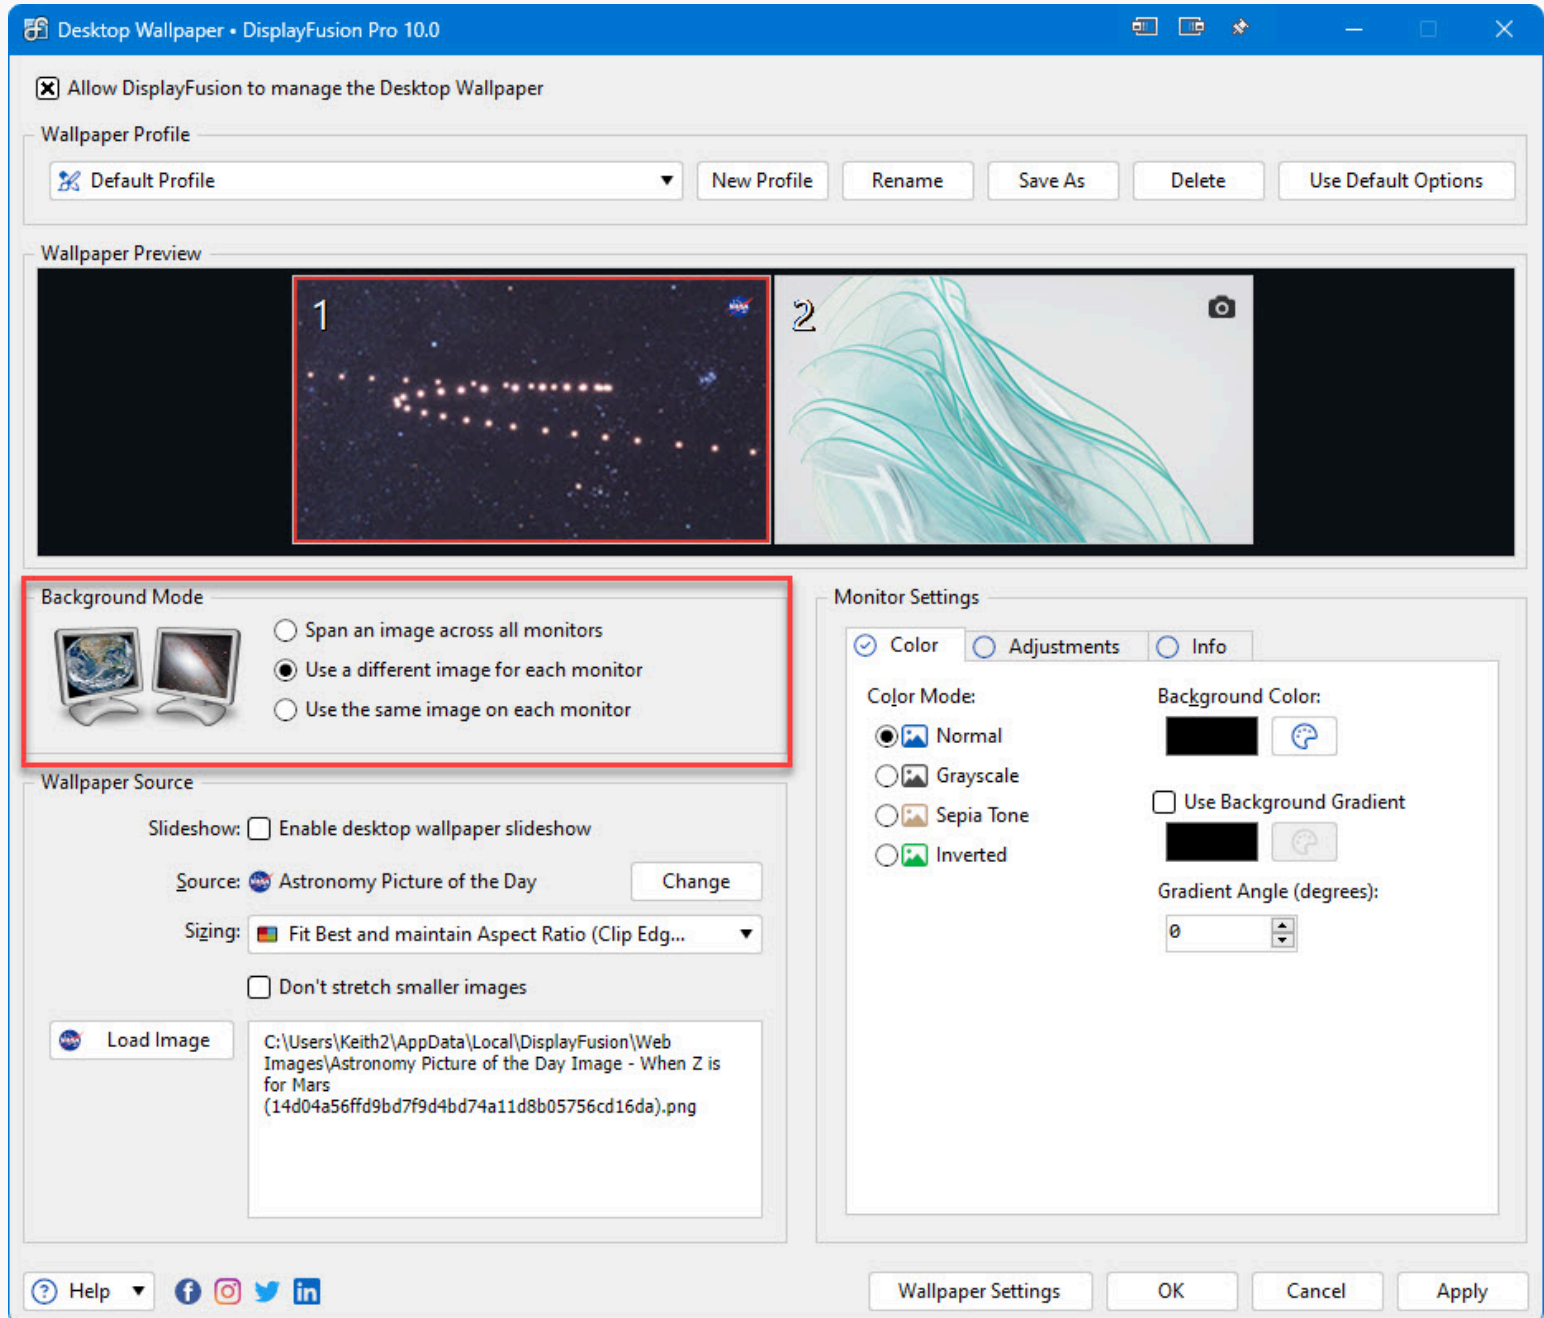 Desktop Wallpaper • DisplayFusion Pro 10.0
Allow DisplayFusion to manage the Desktop Wallpaper
Wallpaper Profile
Default Profile
New Profile
Rename
Save As
Delete
Use Default Options
Wallpaper Preview
1
2
Background Mode
Span an image across all monitors
Use a different image for each monitor
Use the same image on each monitor
Wallpaper Source
Slideshow: Enable desktop wallpaper slideshow
Source: Astronomy Picture of the Day
Change
Sizing: Fit Best and maintain Aspect Ratio (Clip Edg...
Don't stretch smaller images
Load Image
C:\Users\Keith2\AppData\Local\DisplayFusion\Web
Images\Astronomy Picture of the Day Image - When Z is
for Mars
(14d04a56ffd9bd7f9d4bd74a11d8b05756cd16da).png
Monitor Settings
Color
Adjustments
Info
Color Mode:
Normal
Grayscale
Sepia Tone
Inverted
Background Color:
Use Background Gradient
Gradient Angle (degrees):
0
Help
Wallpaper Settings
OK
Cancel
Apply